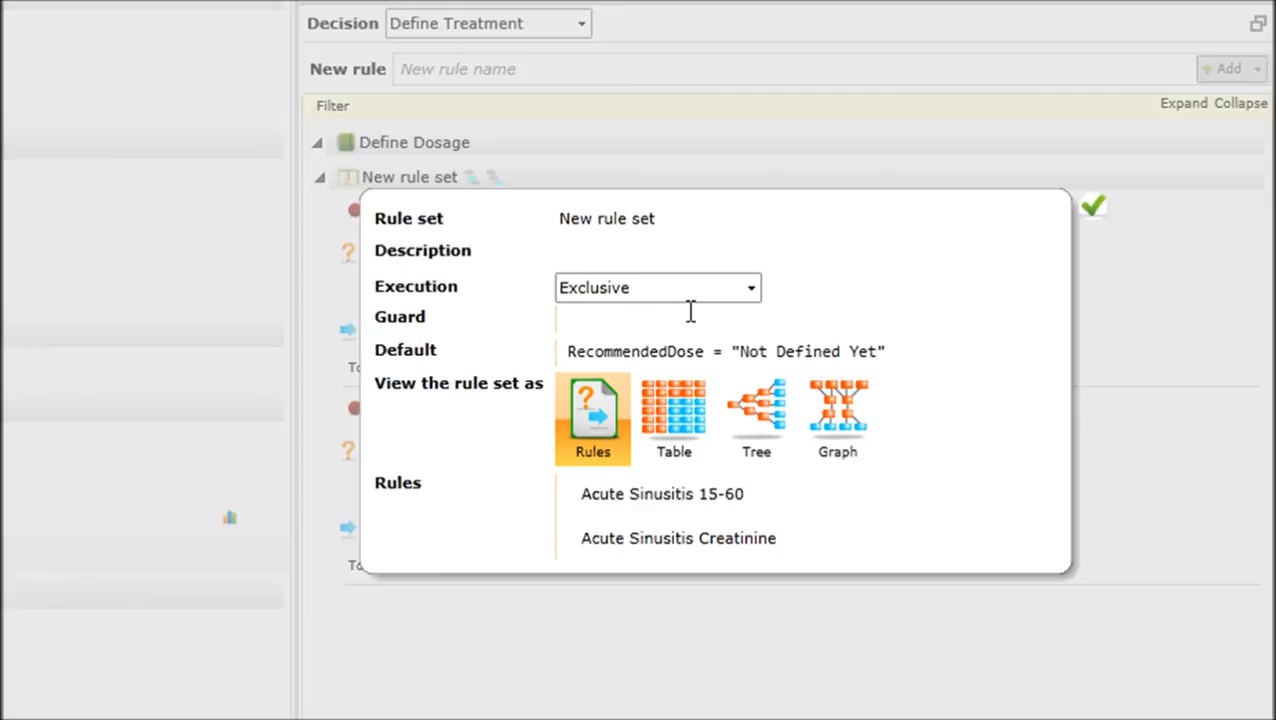 Decision Define Treatment
New rule New rule name Add
Filter Expand Collapse
Define Dosage
New rule set
Rule set New rule set
Description
Execution Exclusive
Guard
Default RecommendedDose = "Not Defined Yet"
View the rule set as
Rules Table Tree Graph
Rules Acute Sinusitis 15-60
Acute Sinusitis Creatinine